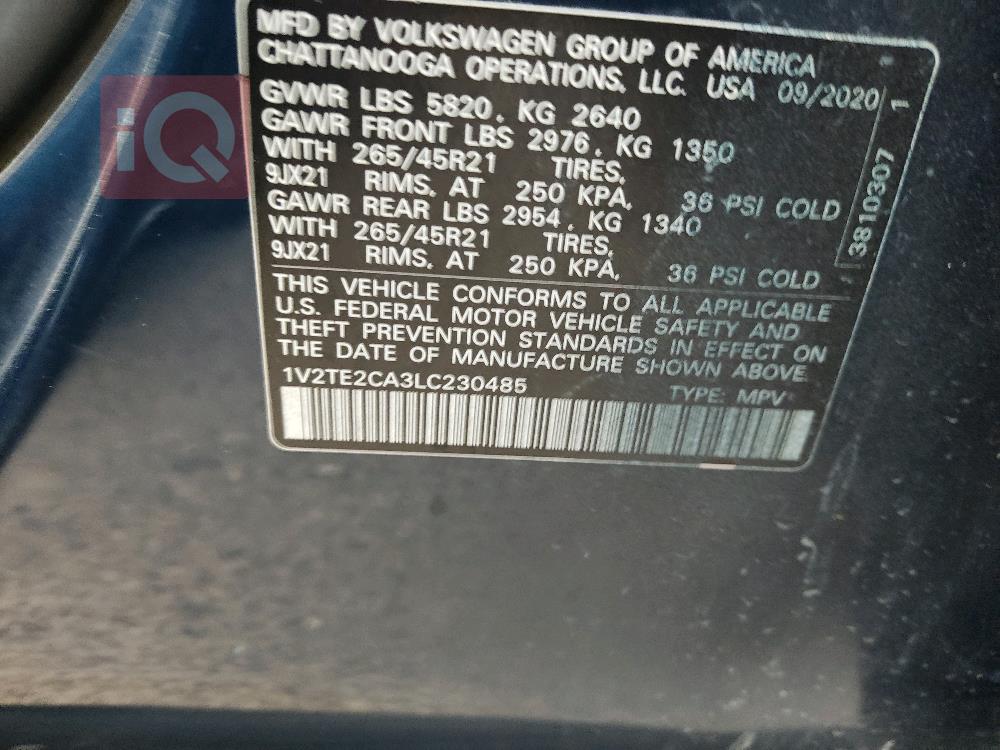 MFD BY VOLKSWAGEN GROUP OF AMERICA
CHATTANOOGA OPERATIONS, LLC. USA 09/2020
GVWR LBS 5820, KG 2640
GAWR FRONT LBS 2976, KG 1350
WITH 265/45R21 TIRES,
9JX21 RIMS, AT 250 KPA, 36 PSI COLD
GAWR REAR LBS 2954, KG 1340
WITH 265/45R21 TIRES,
9JX21 RIMS, AT 250 KPA, 36 PSI COLD
THIS VEHICLE CONFORMS TO ALL APPLICABLE
U.S. FEDERAL MOTOR VEHICLE SAFETY AND
THEFT PREVENTION STANDARDS IN EFFECT ON
THE DATE OF MANUFACTURE SHOWN ABOVE
1V2TE2CA3LC230485 TYPE: MPV
3810307 1
iQ